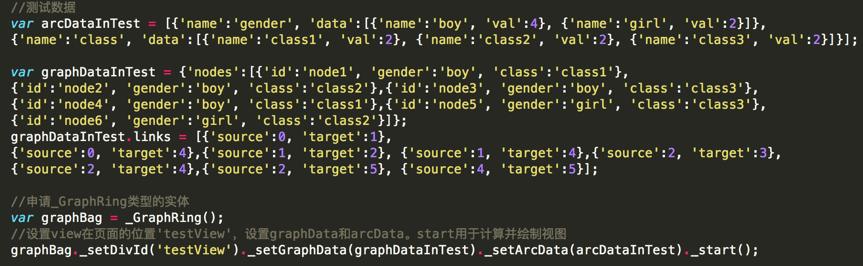 //测试数据
var arcDataInTest = [{'name':'gender', 'data':[{'name':'boy', 'val':4}, {'name':'girl', 'val':2}]},
{'name':'class', 'data':[{'name':'class1', 'val':2}, {'name':'class2', 'val':2}, {'name':'class3', 'val':2}]}];
var graphDataInTest = {'nodes':[{'id':'node1', 'gender':'boy', 'class':'class1'},
{'id':'node2', 'gender':'boy', 'class':'class2'},{'id':'node3', 'gender':'boy', 'class':'class3'},
{'id':'node4', 'gender':'boy', 'class':'class1'},{'id':'node5', 'gender':'girl', 'class':'class3'},
{'id':'node6', 'gender':'girl', 'class':'class2'}]};
graphDataInTest.links = [{'source':0, 'target':1},
{'source':0, 'target':4},{'source':1, 'target':2}, {'source':1, 'target':4},{'source':2, 'target':3},
{'source':2, 'target':4},{'source':2, 'target':5}, {'source':4, 'target':5}];
//申请_GraphRing类型的实体
var graphBag = _GraphRing();
//设置view在页面的位置'testView', 设置graphData和arcData。start用于计算并绘制视图
graphBag._setDivId('testView')._setGraphData(graphDataInTest)._setArcData(arcDataInTest)._start();